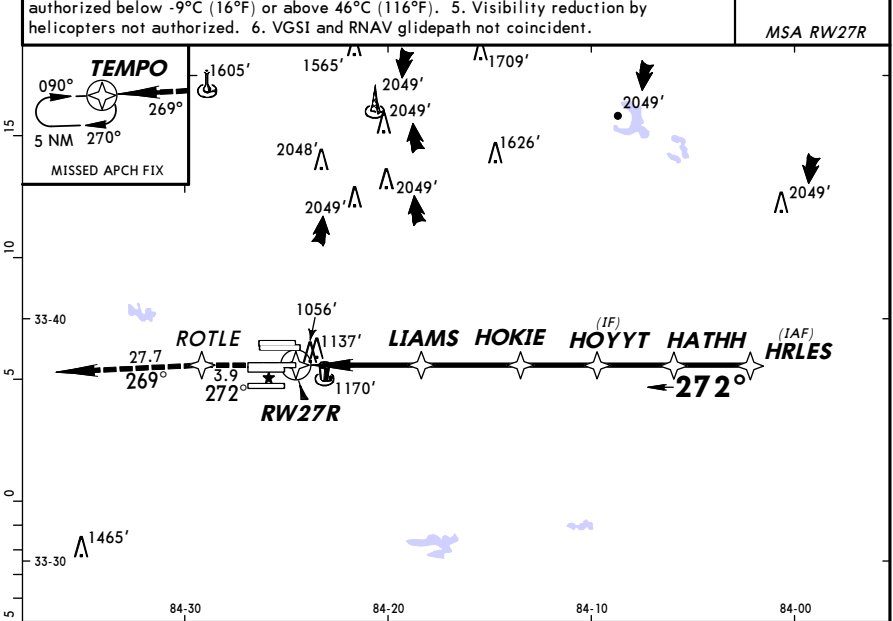 authorized below -9°C (16°F) or above 46°C (116°F). 5. Visibility reduction by
helicopters not authorized. 6. VGSI and RNAV glidepath not coincident.
MSA RW27R
TEMPO
090°
269°
5 NM
270°
MISSED APCH FIX
1605'
1565'
2049'
1709'
2049'
2049'
2048'
1626'
2049'
2049'
2049'
15
10
33-40
5
0
33-30
5
1056'
1137'
1170'
ROTLE
27.7
269°
3.9
272°
RW27R
LIAMS
HOKIE
(IF)
HOYYT
HATHH
(IAF)
HRLES
272°
1465'
84-30
84-20
84-10
84-00